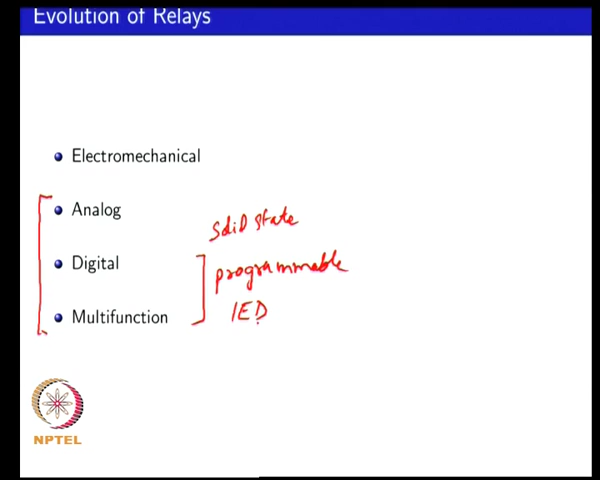 Evolution of Relays
Electromechanical
Analog
Solid state
Digital
programmable
Multifunction
IED
NPTEL